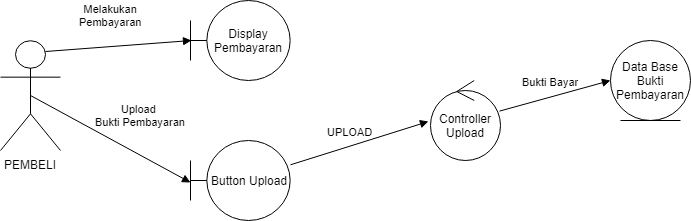 Melakukan
Pembayaran
Display
Pembayaran
Data Base
Bukti
Pembayaran
Bukti Bayar
Upload
Bukti Pembayaran
Controller
Upload
UPLOAD
PEMBELI
Button Upload